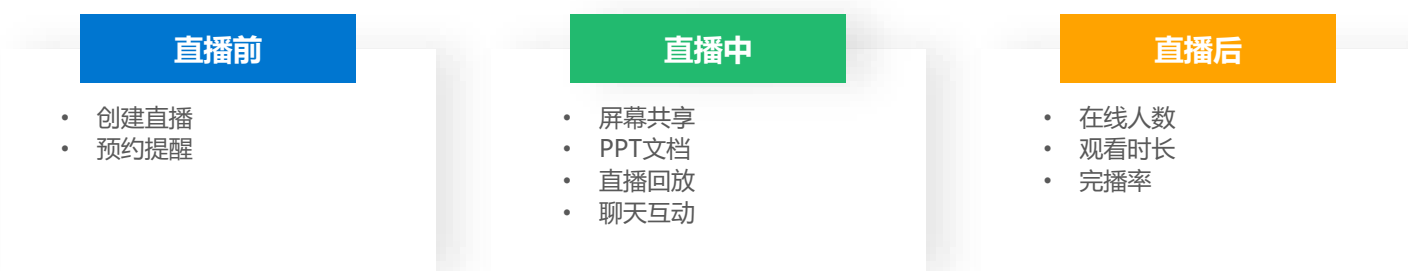 直播前
• 创建直播
• 预约提醒
直播中
• 屏幕共享
• PPT文档
• 直播回放
• 聊天互动
直播后
• 在线人数
• 观看时长
• 完播率